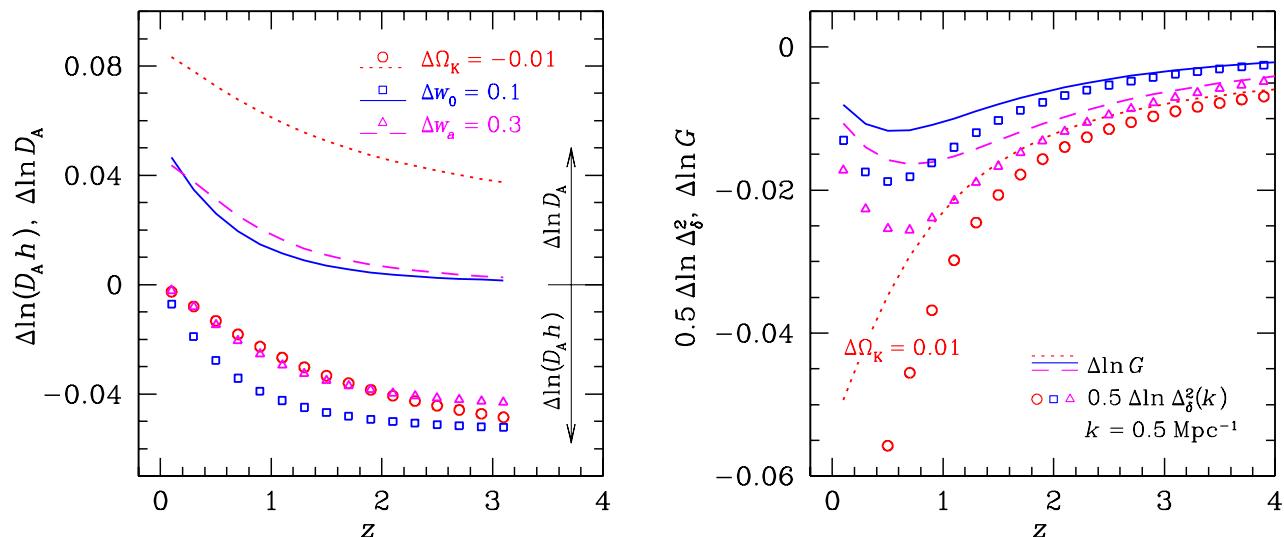 Δln(D_A h), Δln D_A
0.08
0.04
0
−0.04
ΔΩ_K = −0.01
Δw_0 = 0.1
Δw_a = 0.3
Δln D_A
Δln(D_A h)
0 1 2 3 4
z
0.5 Δln Δ²_δ, Δln G
0
−0.02
−0.04
−0.06
ΔΩ_K = 0.01
Δln G
0.5 Δln Δ²_δ(k)
k = 0.5 Mpc⁻¹
0 1 2 3 4
z